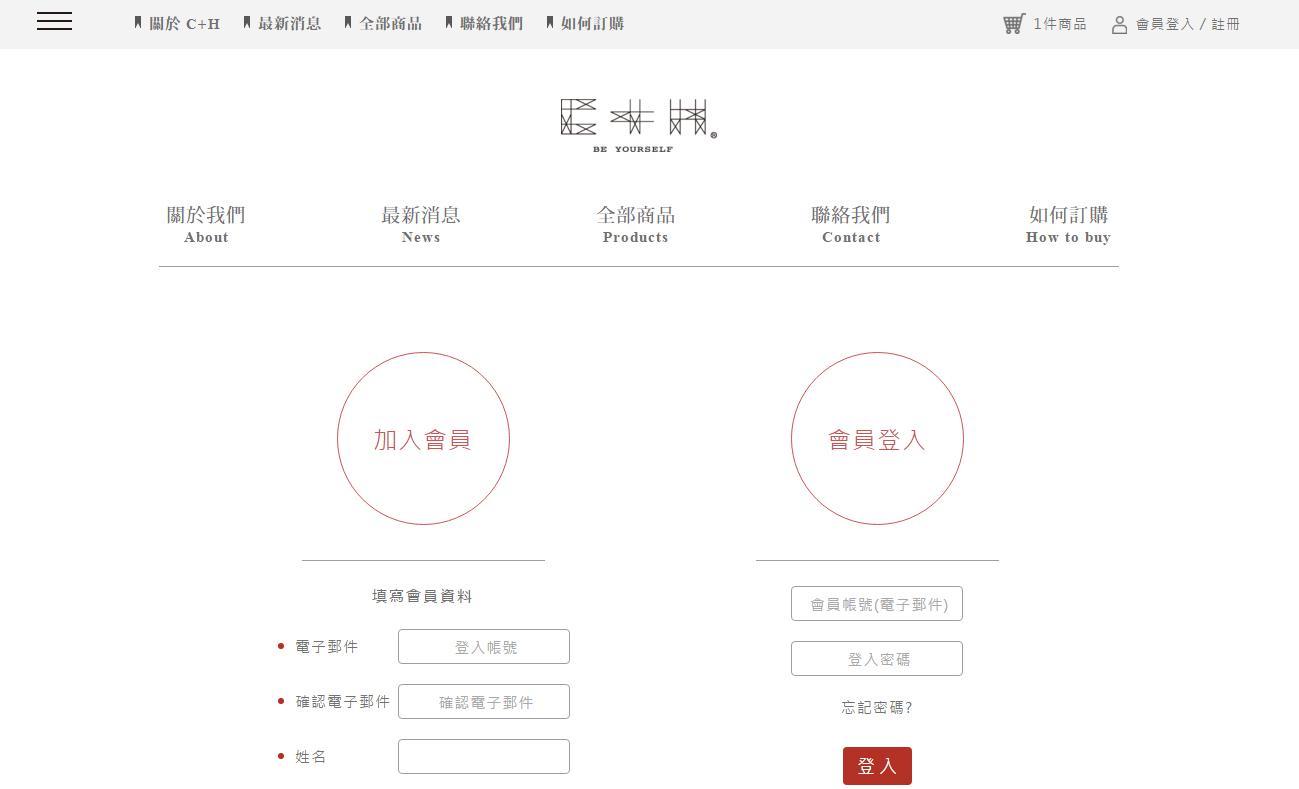 關於 C+H 最新消息 全部商品 聯絡我們 如何訂購 1件商品 會員登入 / 註冊
C+H®
BE YOURSELF
關於我們 最新消息 全部商品 聯絡我們 如何訂購
About News Products Contact How to buy
加入會員 會員登入
填寫會員資料
會員帳號(電子郵件)
電子郵件 登入帳號
登入密碼
確認電子郵件 確認電子郵件
忘記密碼?
姓名
登入